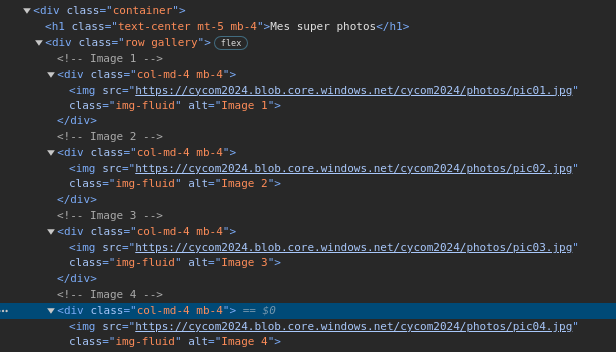 <div class="container">
<h1 class="text-center mt-5 mb-4">Mes super photos</h1>
<div class="row gallery"> flex
<!-- Image 1 -->
<div class="col-md-4 mb-4">
<img src="https://cycom2024.blob.core.windows.net/cycom2024/photos/pic01.jpg"
class="img-fluid" alt="Image 1">
</div>
<!-- Image 2 -->
<div class="col-md-4 mb-4">
<img src="https://cycom2024.blob.core.windows.net/cycom2024/photos/pic02.jpg"
class="img-fluid" alt="Image 2">
</div>
<!-- Image 3 -->
<div class="col-md-4 mb-4">
<img src="https://cycom2024.blob.core.windows.net/cycom2024/photos/pic03.jpg"
class="img-fluid" alt="Image 3">
</div>
<!-- Image 4 -->
<div class="col-md-4 mb-4"> == $0
<img src="https://cycom2024.blob.core.windows.net/cycom2024/photos/pic04.jpg"
class="img-fluid" alt="Image 4">